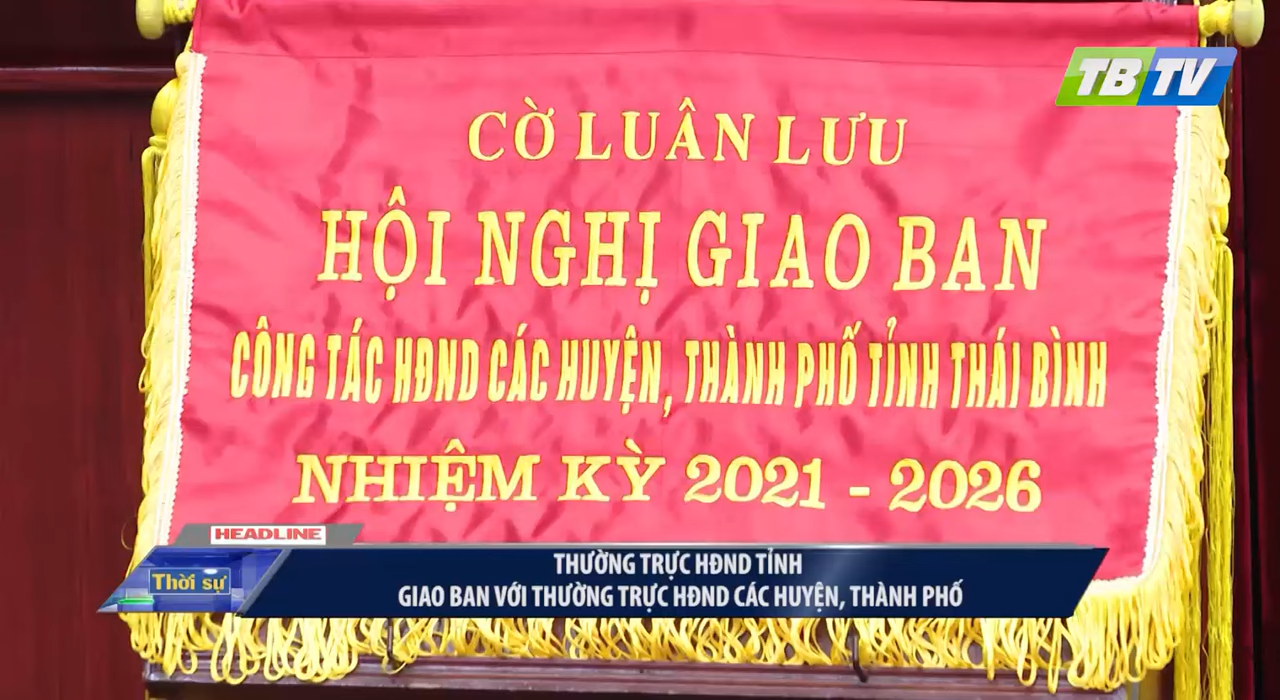 TBTV
CỜ LUÂN LƯU
HỘI NGHỊ GIAO BAN
CÔNG TÁC HĐND CÁC HUYỆN, THÀNH PHỐ TỈNH THÁI BÌNH
NHIỆM KỲ 2021 - 2026
HEADLINE
Thời sự
THƯỜNG TRỰC HĐND TỈNH
GIAO BAN VỚI THƯỜNG TRỰC HĐND CÁC HUYỆN, THÀNH PHỐ